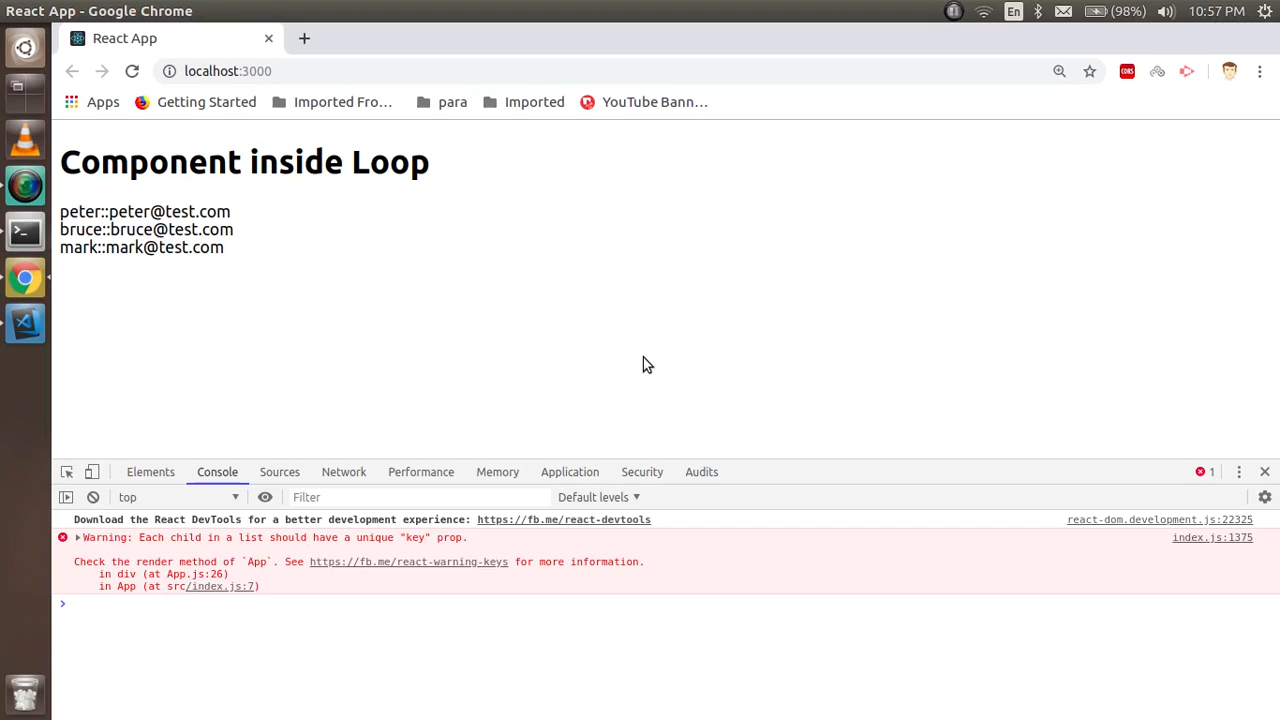 React App - Google Chrome
En (98%) 10:57 PM
React App
localhost:3000
CORS
Apps Getting Started Imported Fro... para Imported YouTube Bann...
Component inside Loop
peter::peter@test.com
bruce::bruce@test.com
mark::mark@test.com
Elements Console Sources Network Performance Memory Application Security Audits 1
top Filter Default levels
Download the React DevTools for a better development experience: https://fb.me/react-devtools react-dom.development.js:22325
Warning: Each child in a list should have a unique "key" prop. index.js:1375
Check the render method of `App`. See https://fb.me/react-warning-keys for more information.
in div (at App.js:26)
in App (at src/index.js:7)